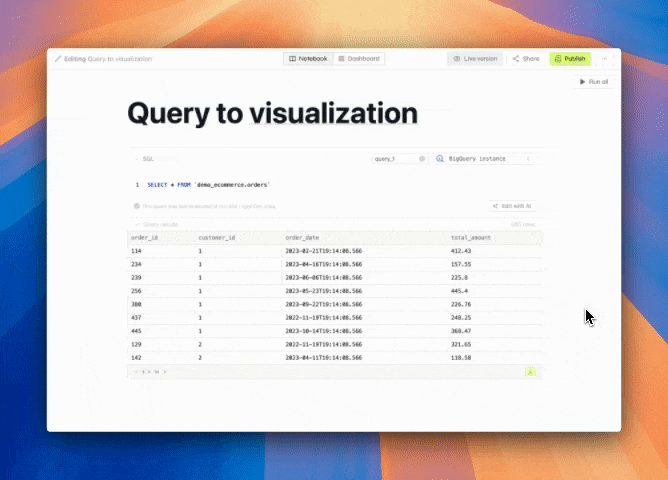 Editing Query to visualization
Notebook
Dashboard
Live version
Share
Publish
Run all
Query to visualization
SQL
query_1
BigQuery instance
1 SELECT * FROM `demo_ecommerce.orders`
Edit with AI
Query results
rows
order_id customer_id order_date total_amount
114 1 2023-02-21T19:14:08.566 412.43
234 1 2023-04-16T19:14:08.566 157.55
239 1 2023-06-06T19:14:08.566 225.8
256 1 2023-05-23T19:14:08.566 445.4
380 1 2023-09-22T19:14:08.566 226.76
437 1 2022-11-19T19:14:08.566 248.25
445 1 2023-10-14T19:14:08.566 360.47
129 2 2022-11-19T19:14:08.566 321.65
142 2 2023-04-11T19:14:08.566 118.58